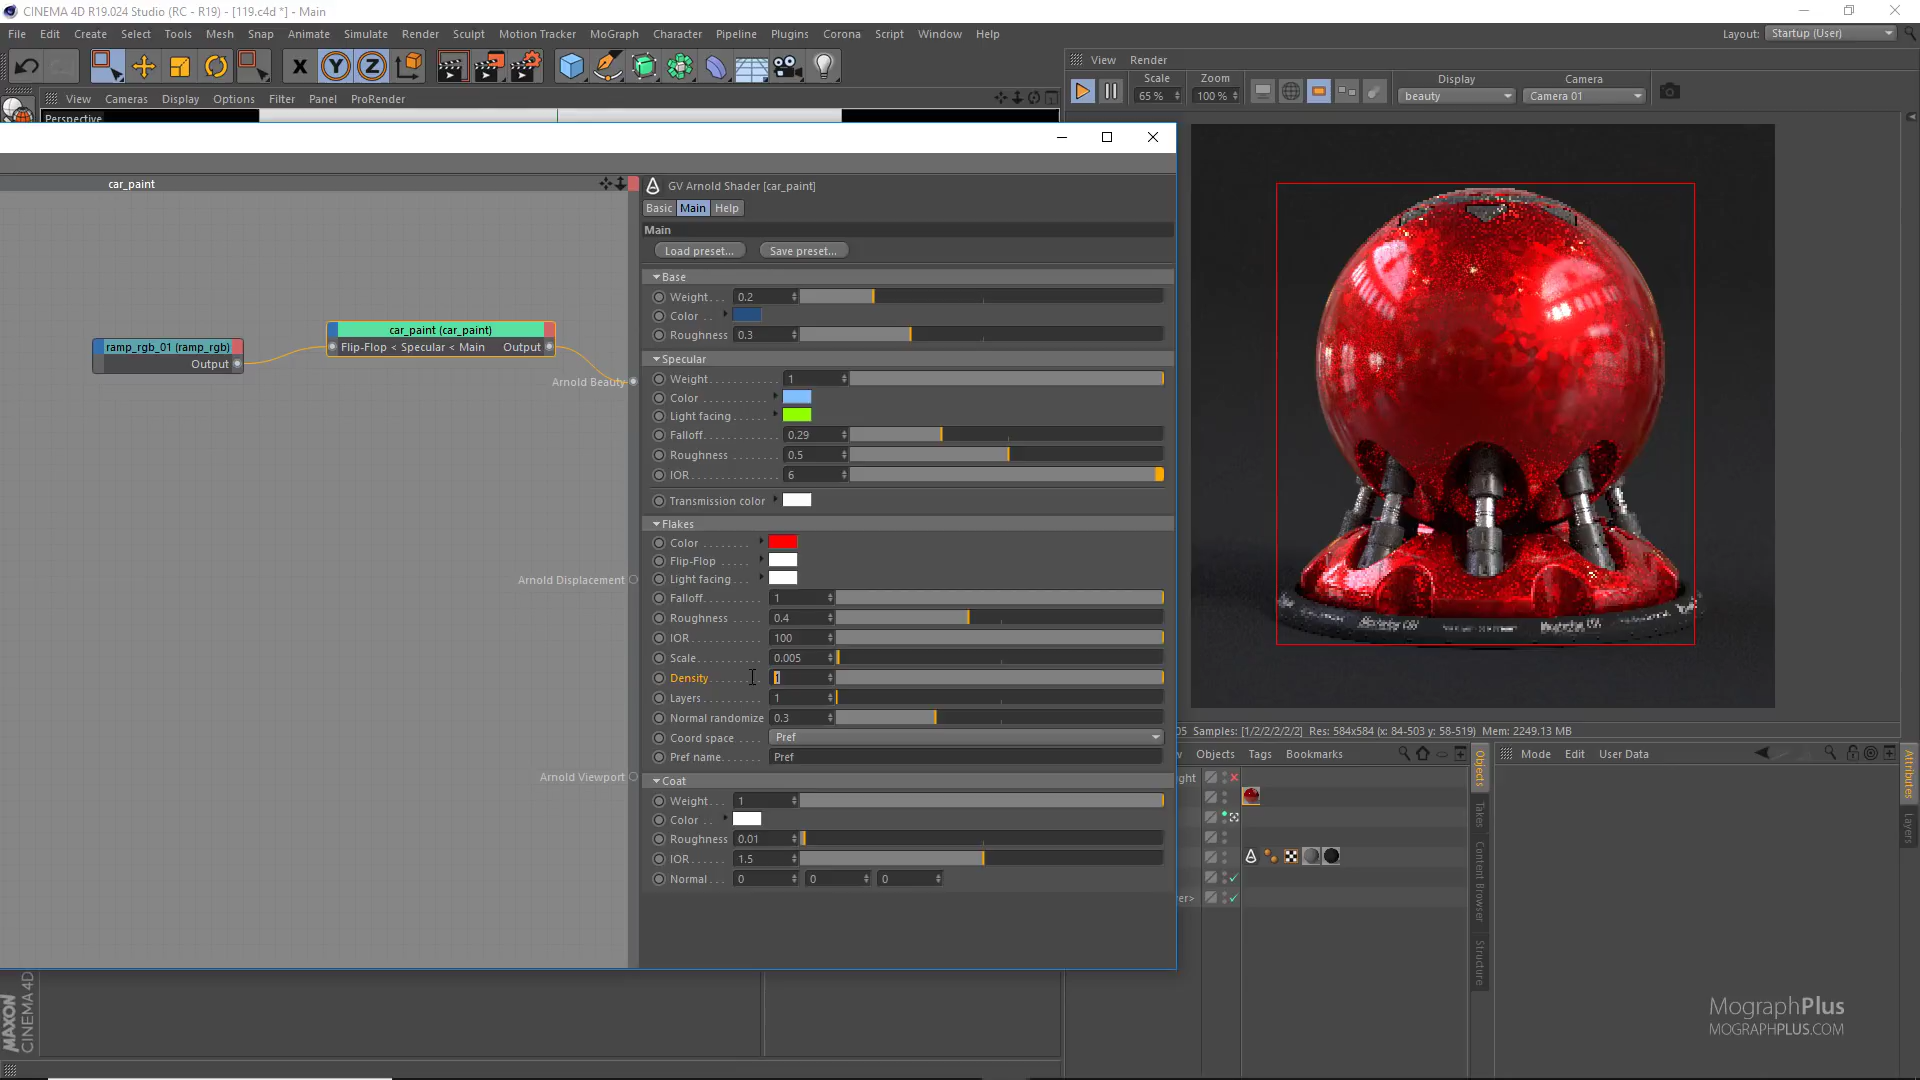 CINEMA 4D R19.024 Studio (RC - R19) - [119.c4d *] - Main
File Edit Create Select Tools Mesh Snap Animate Simulate Render Sculpt Motion Tracker MoGraph Character Pipeline Plugins Corona Script Window Help
Layout: Startup (User)
X Y Z
View Render
Scale Zoom Display Camera
65 % 100 % beauty Camera 01
View Cameras Display Options Filter Panel ProRender
Perspective
car_paint
GV Arnold Shader [car_paint]
Basic Main Help
Main
Load preset... Save preset...
Base
Weight 0.2
Color
Roughness 0.3
Specular
Weight 1
Color
Light facing
Falloff 0.29
Roughness 0.5
IOR 6
Transmission color
Flakes
Color
Flip-Flop
Light facing
Falloff 1
Roughness 0.4
IOR 100
Scale 0.005
Density 1
Layers 1
Normal randomize 0.3
Coord space Pref
Pref name Pref
Coat
Weight 1
Color
Roughness 0.01
IOR 1.5
Normal 0 0 0
ramp_rgb_01 (ramp_rgb)
Output
car_paint (car_paint)
Flip-Flop < Specular < Main Output
Arnold Beauty
Arnold Displacement
Arnold Viewport
05 Samples: [1/2/2/2/2/2] Res: 584x584 (x: 84-503 y: 58-519) Mem: 2249.13 MB
Objects Tags Bookmarks
Mode Edit User Data
Objects
Takes
Content Browser
Structure
Attributes
Layers
MAXON
CINEMA 4D
MographPlus
MOGRAPHPLUS.COM